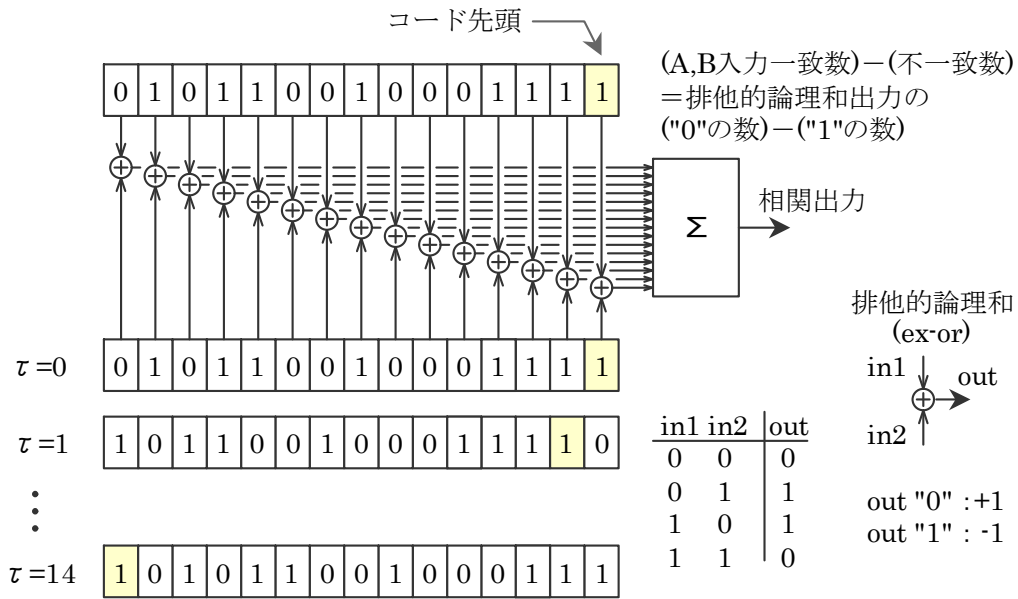 コード先頭
0 1 0 1 1 0 0 1 0 0 0 1 1 1 1
(A,B入力一致数)－(不一致数)
＝排他的論理和出力の
("0"の数)－("1"の数)
Σ
相関出力
排他的論理和
(ex-or)
in1
out
in2
out "0" : +1
out "1" : -1
τ=0 0 1 0 1 1 0 0 1 0 0 0 1 1 1 1
τ=1 1 0 1 1 0 0 1 0 0 0 1 1 1 1 0
τ=14 1 0 1 0 1 1 0 0 1 0 0 0 1 1 1
in1 in2 out
0 0 0
0 1 1
1 0 1
1 1 0